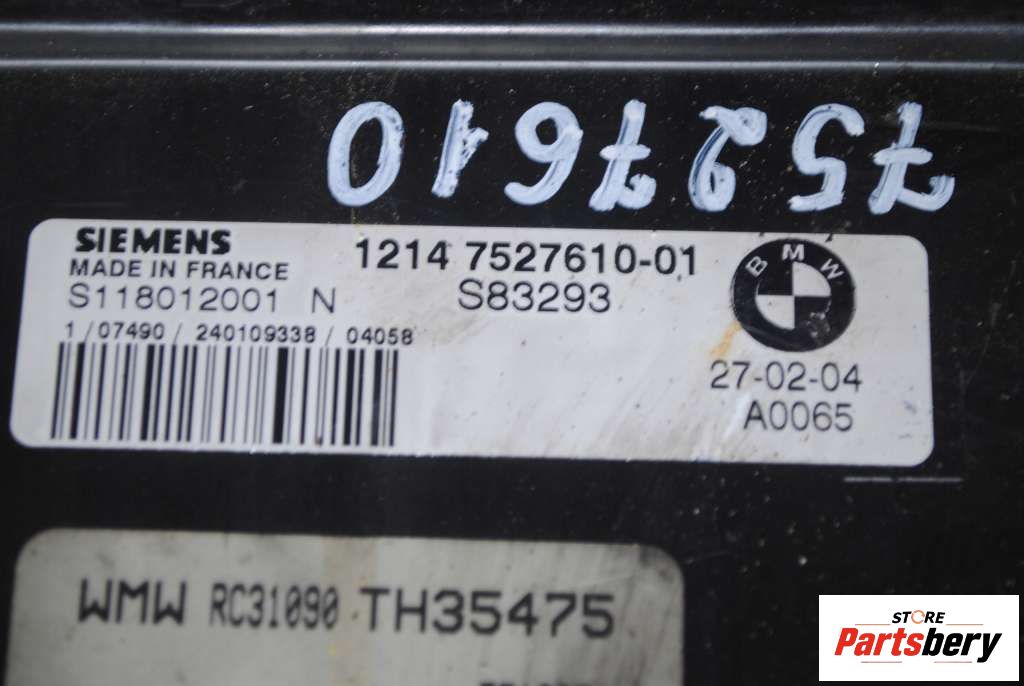 7527610
SIEMENS
MADE IN FRANCE
S118012001 N
1/07490/240109338/04058
1214 7527610-01
S83293
BMW
27-02-04
A0065
WMW RC31090 TH35475
STORE
Partsbery